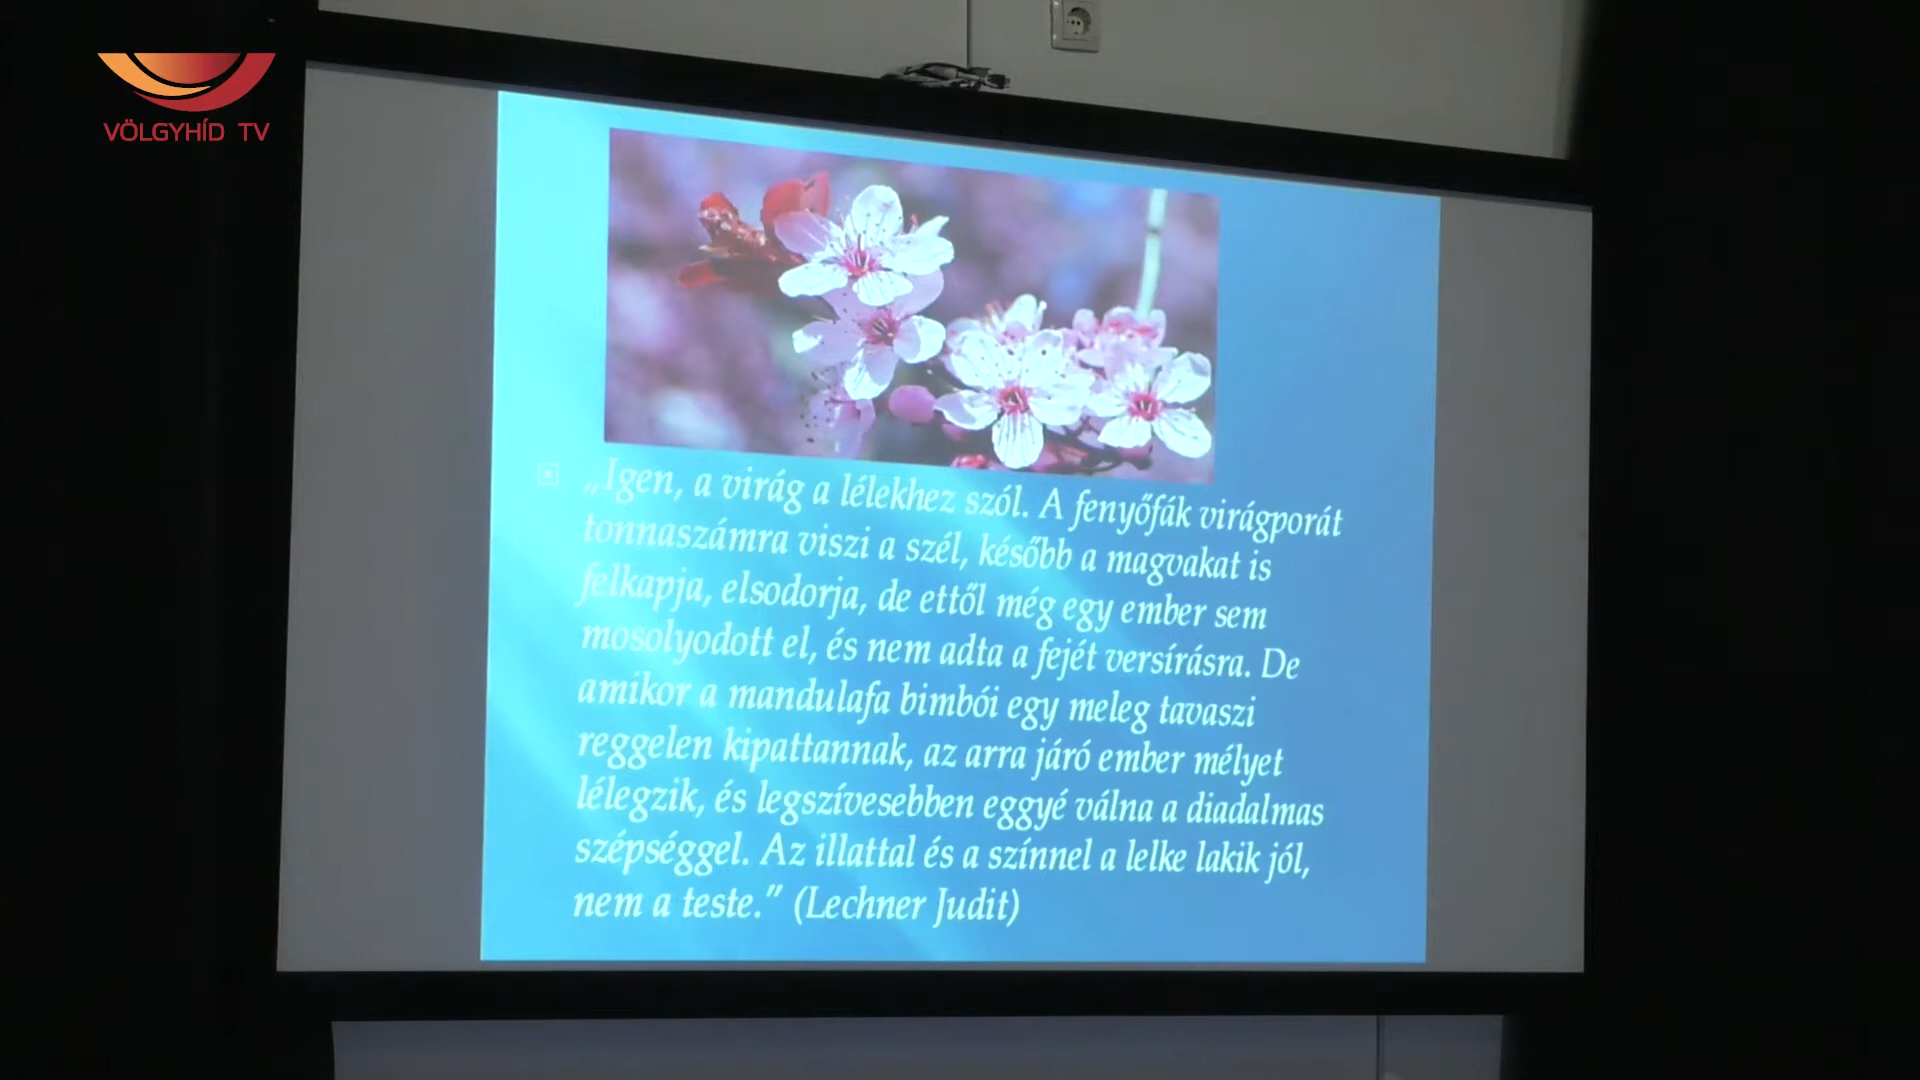 VÖLGYHÍD TV
„Igen, a virág a lélekhez szól. A fenyőfák virágporát
tonnaszámra viszi a szél, később a magvakat is
felkapja, elsodorja, de ettől még egy ember sem
mosolyodott el, és nem adta a fejét versírásra. De
amikor a mandulafa bimbói egy meleg tavaszi
reggelen kipattannak, az arra járó ember mélyet
lélegzik, és legszívesebben eggyé válna a diadalmas
szépséggel. Az illattal és a színnel a lelke lakik jól,
nem a teste.” (Lechner Judit)